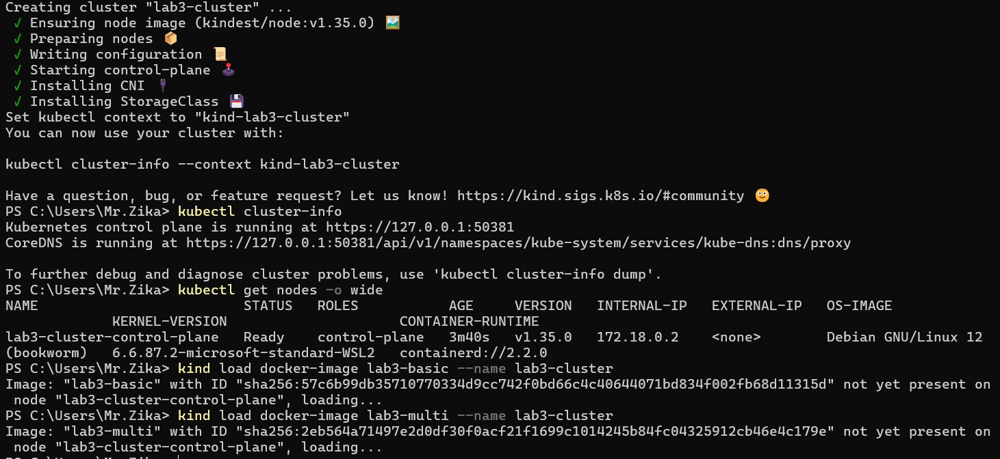 Creating cluster "lab3-cluster" ...
✓ Ensuring node image (kindest/node:v1.35.0) 🖼
✓ Preparing nodes 📦
✓ Writing configuration 📜
✓ Starting control-plane 🕹
✓ Installing CNI 🔌
✓ Installing StorageClass 💾
Set kubectl context to "kind-lab3-cluster"
You can now use your cluster with:
kubectl cluster-info --context kind-lab3-cluster
Have a question, bug, or feature request? Let us know! https://kind.sigs.k8s.io/#community 🙂
PS C:\Users\Mr.Zika> kubectl cluster-info
Kubernetes control plane is running at https://127.0.0.1:50381
CoreDNS is running at https://127.0.0.1:50381/api/v1/namespaces/kube-system/services/kube-dns:dns/proxy
To further debug and diagnose cluster problems, use 'kubectl cluster-info dump'.
PS C:\Users\Mr.Zika> kubectl get nodes -o wide
NAME STATUS ROLES AGE VERSION INTERNAL-IP EXTERNAL-IP OS-IMAGE
KERNEL-VERSION CONTAINER-RUNTIME
lab3-cluster-control-plane Ready control-plane 3m40s v1.35.0 172.18.0.2 <none> Debian GNU/Linux 12
(bookworm) 6.6.87.2-microsoft-standard-WSL2 containerd://2.2.0
PS C:\Users\Mr.Zika> kind load docker-image lab3-basic --name lab3-cluster
Image: "lab3-basic" with ID "sha256:57c6b99db35710770334d9cc742f0bd66c4c40644071bd834f002fb68d11315d" not yet present on
node "lab3-cluster-control-plane", loading...
PS C:\Users\Mr.Zika> kind load docker-image lab3-multi --name lab3-cluster
Image: "lab3-multi" with ID "sha256:2eb564a71497e2d0df30f0acf21f1699c1014245b84fc04325912cb46e4c179e" not yet present on
node "lab3-cluster-control-plane", loading...